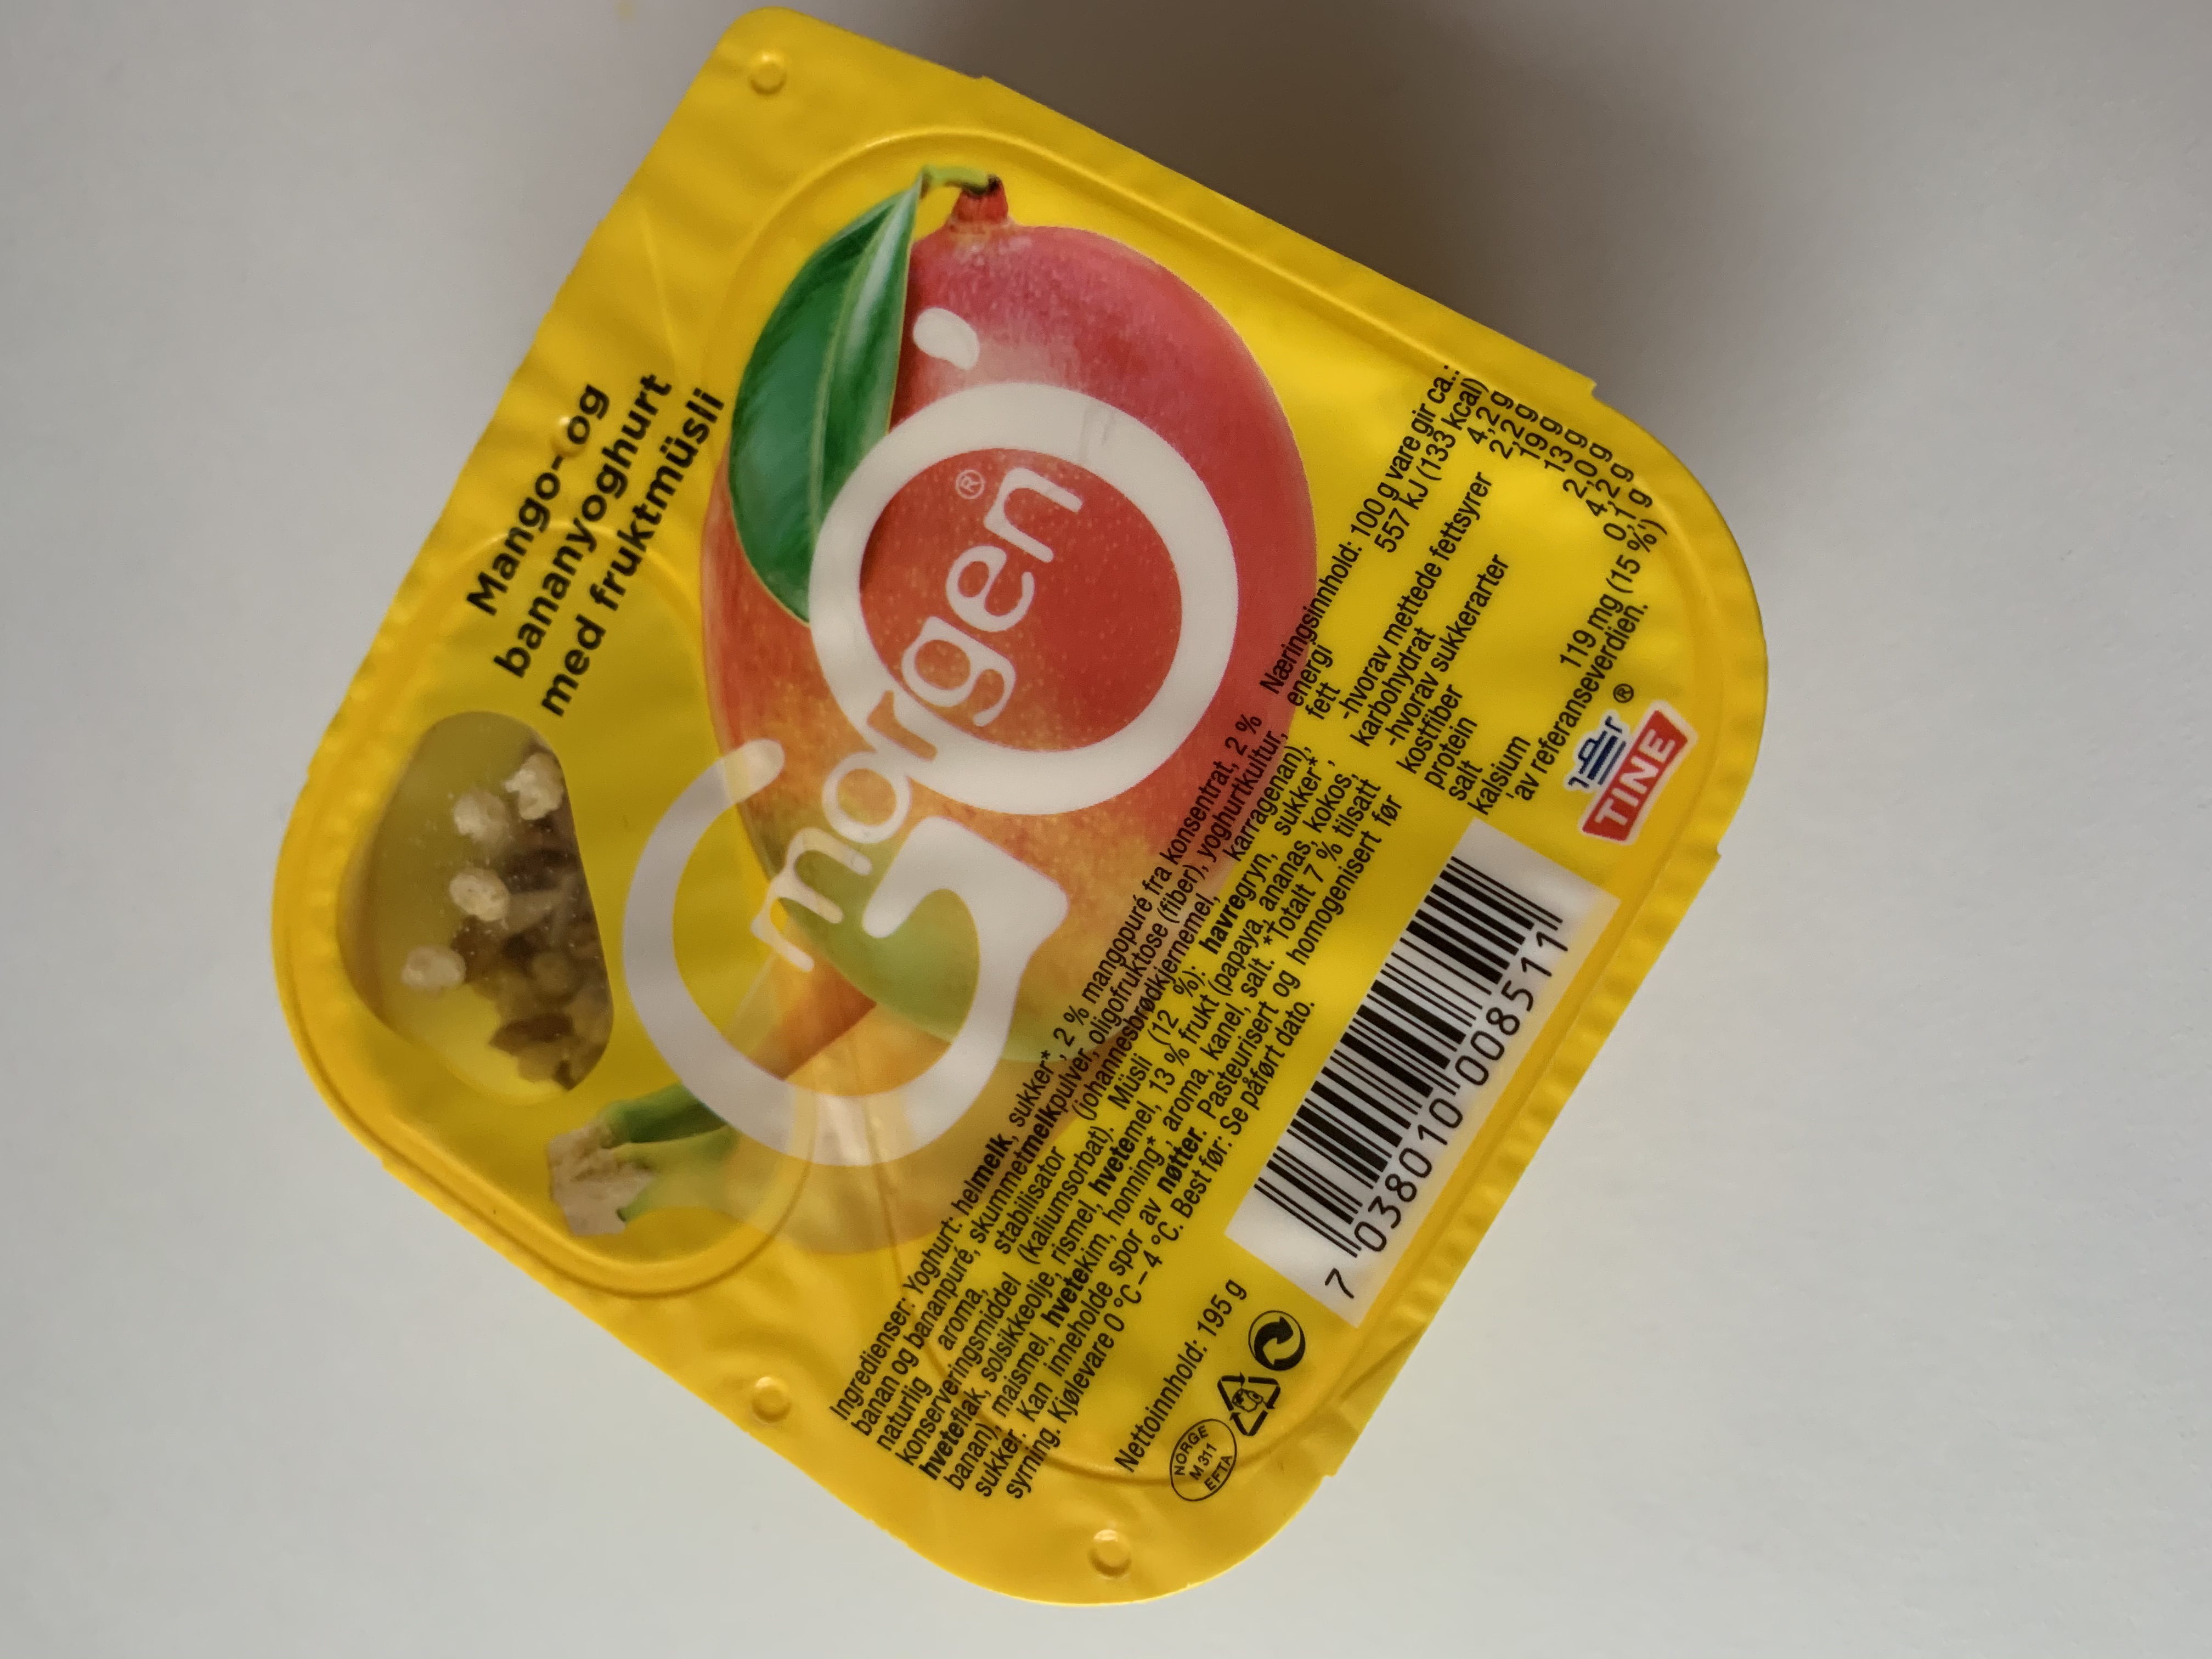 Mango- og
bananyoghurt
med fruktmüsli
Go'
morgen®
Ingredienser: Yoghurt: helmelk, sukker*, 2 % mangopuré fra konsentrat, 2 %
banan og bananpuré, skummetmelkpulver, oligofruktose (fiber), yoghurtkultur,
naturlig aroma, stabilisator (johannesbrødkjernemel, karragenan),
konserveringsmiddel (kaliumsorbat). Müsli (12 %): havregryn, sukker*,
hveteflak, solsikkeolje, rismel, hvetemel, 13 % frukt (papaya, ananas, kokos,
banan), maismel, hvetekim, honning*, aroma, kanel, salt. *Totalt 7 % tilsatt
sukker. Kan inneholde spor av nøtter. Pasteurisert og homogenisert før
syrning. Kjølevare 0 °C – 4 °C. Best før: Se påført dato.
Nettoinnhold: 195 g
NORGE
M 311
EFTA
7 038010 008511
Næringsinnhold: 100 g vare gir ca.:
energi 557 kJ (133 kcal)
fett 4,2 g
-hvorav mettede fettsyrer 2,2 g
karbohydrat 19 g
-hvorav sukkerarter 13 g
kostfiber 2,0 g
protein 4,2 g
salt 0,1 g
kalsium 119 mg (15 %')
'av referanseverdien.
TINE®